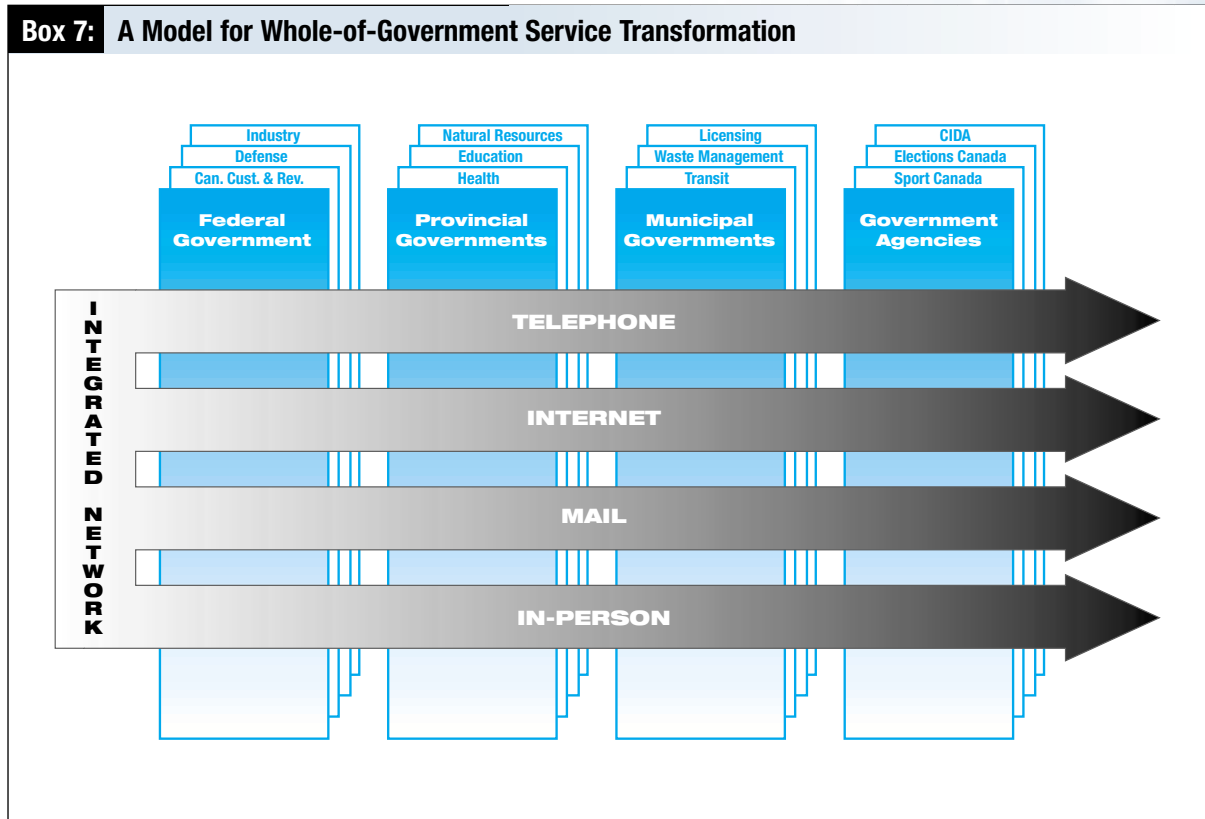 Box 7: A Model for Whole-of-Government Service Transformation
Industry
Defense
Can. Cust. & Rev.
Federal
Government
Natural Resources
Education
Health
Provincial
Governments
Licensing
Waste Management
Transit
Municipal
Governments
CIDA
Elections Canada
Sport Canada
Government
Agencies
INTEGRATED NETWORK
TELEPHONE
INTERNET
MAIL
IN-PERSON